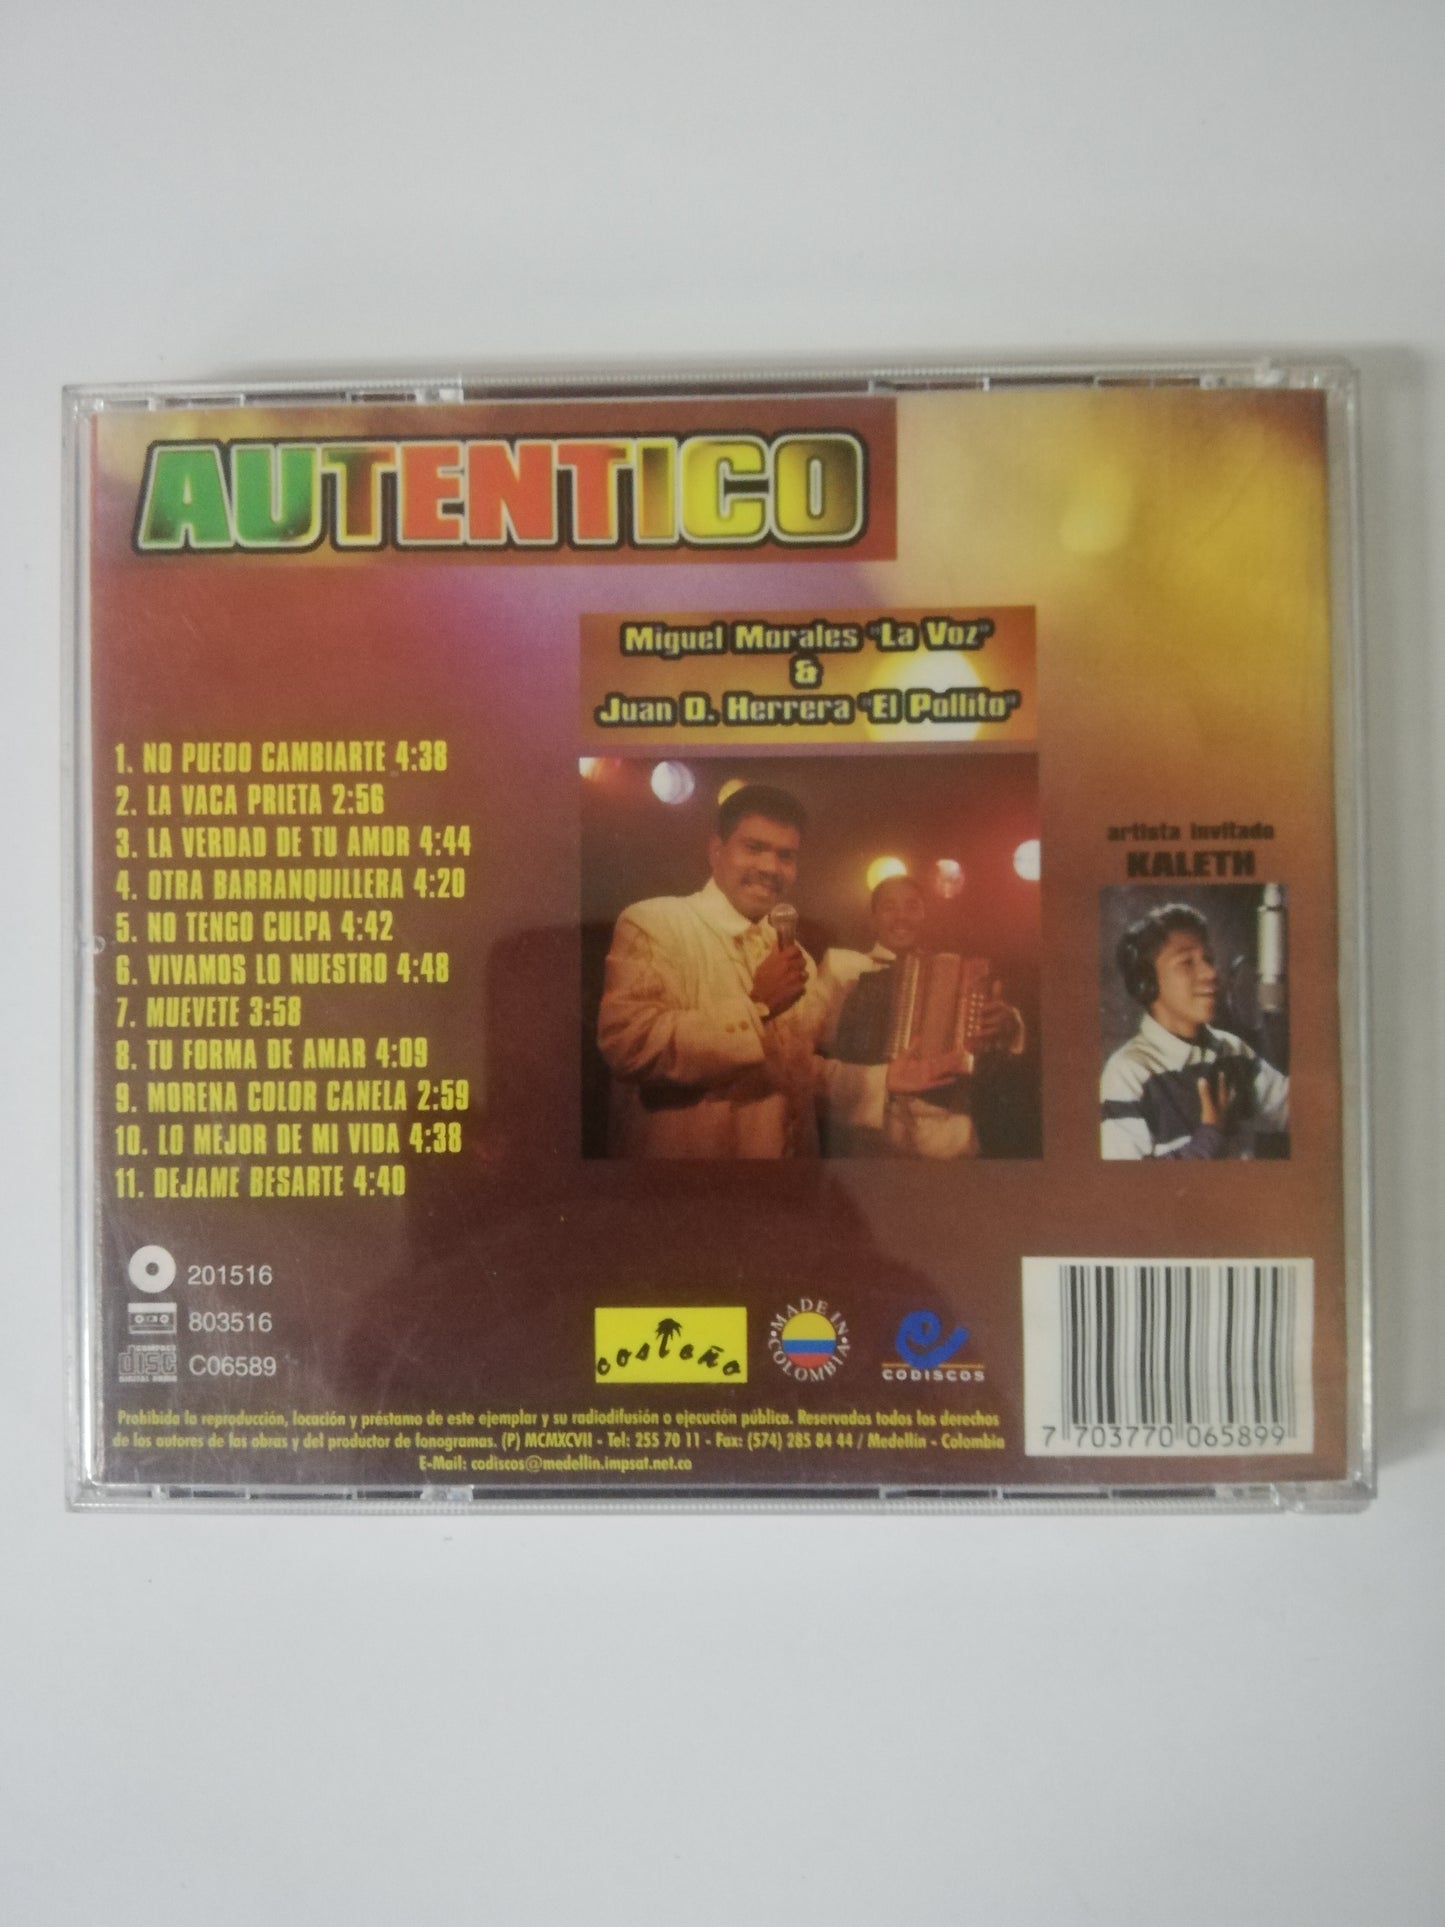 AUTENTICO
Miguel Morales "La Voz"
&
Juan D. Herrera "El Pollito"
1. NO PUEDO CAMBIARTE 4:38
2. LA VACA PRIETA 2:56
3. LA VERDAD DE TU AMOR 4:44
4. OTRA BARRANQUILLERA 4:20
5. NO TENGO CULPA 4:42
6. VIVAMOS LO NUESTRO 4:48
7. MUEVETE 3:58
8. TU FORMA DE AMAR 4:09
9. MORENA COLOR CANELA 2:59
10. LO MEJOR DE MI VIDA 4:38
11. DEJAME BESARTE 4:40
artista invitado
KALETH
201516
803516
COMPACT
disc
DIGITAL AUDIO
C06589
costeño
MADE IN
COLOMBIA
CODISCOS
7 703770 065899
Prohibida la reproducción, locación y préstamo de este ejemplar y su radiodifusión o ejecución pública. Reservados todos los derechos
de los autores de las obras y del productor de fonogramas. (P) MCMXCVII - Tel: 255 70 11 - Fax: (574) 285 84 44 / Medellín - Colombia
E-Mail: codiscos@medellin.impsat.net.co